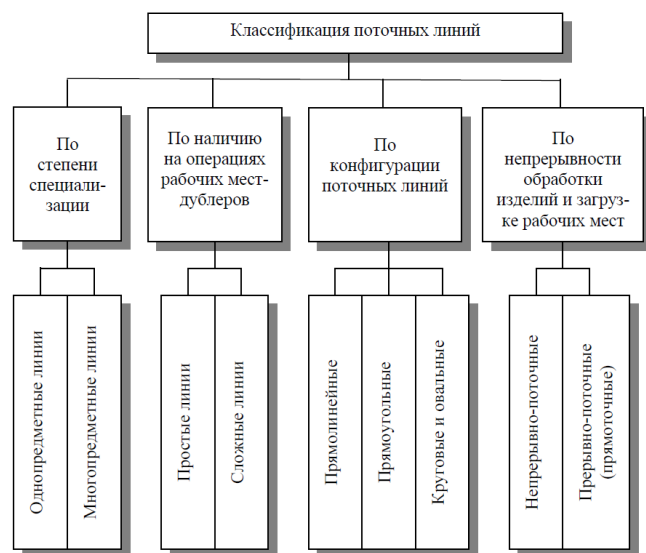 Классификация поточных линий
По
степени
специали-
зации
По наличию
на операциях
рабочих мест-
дублеров
По
конфигурации
поточных линий
По
непрерывности
обработки
изделий и загруз-
ке рабочих мест
Однопредметные линии
Многопредметные линии
Простые линии
Сложные линии
Прямолинейные
Прямоугольные
Круговые и овальные
Непрерывно-поточные
Прерывно-поточные
(прямоточные)